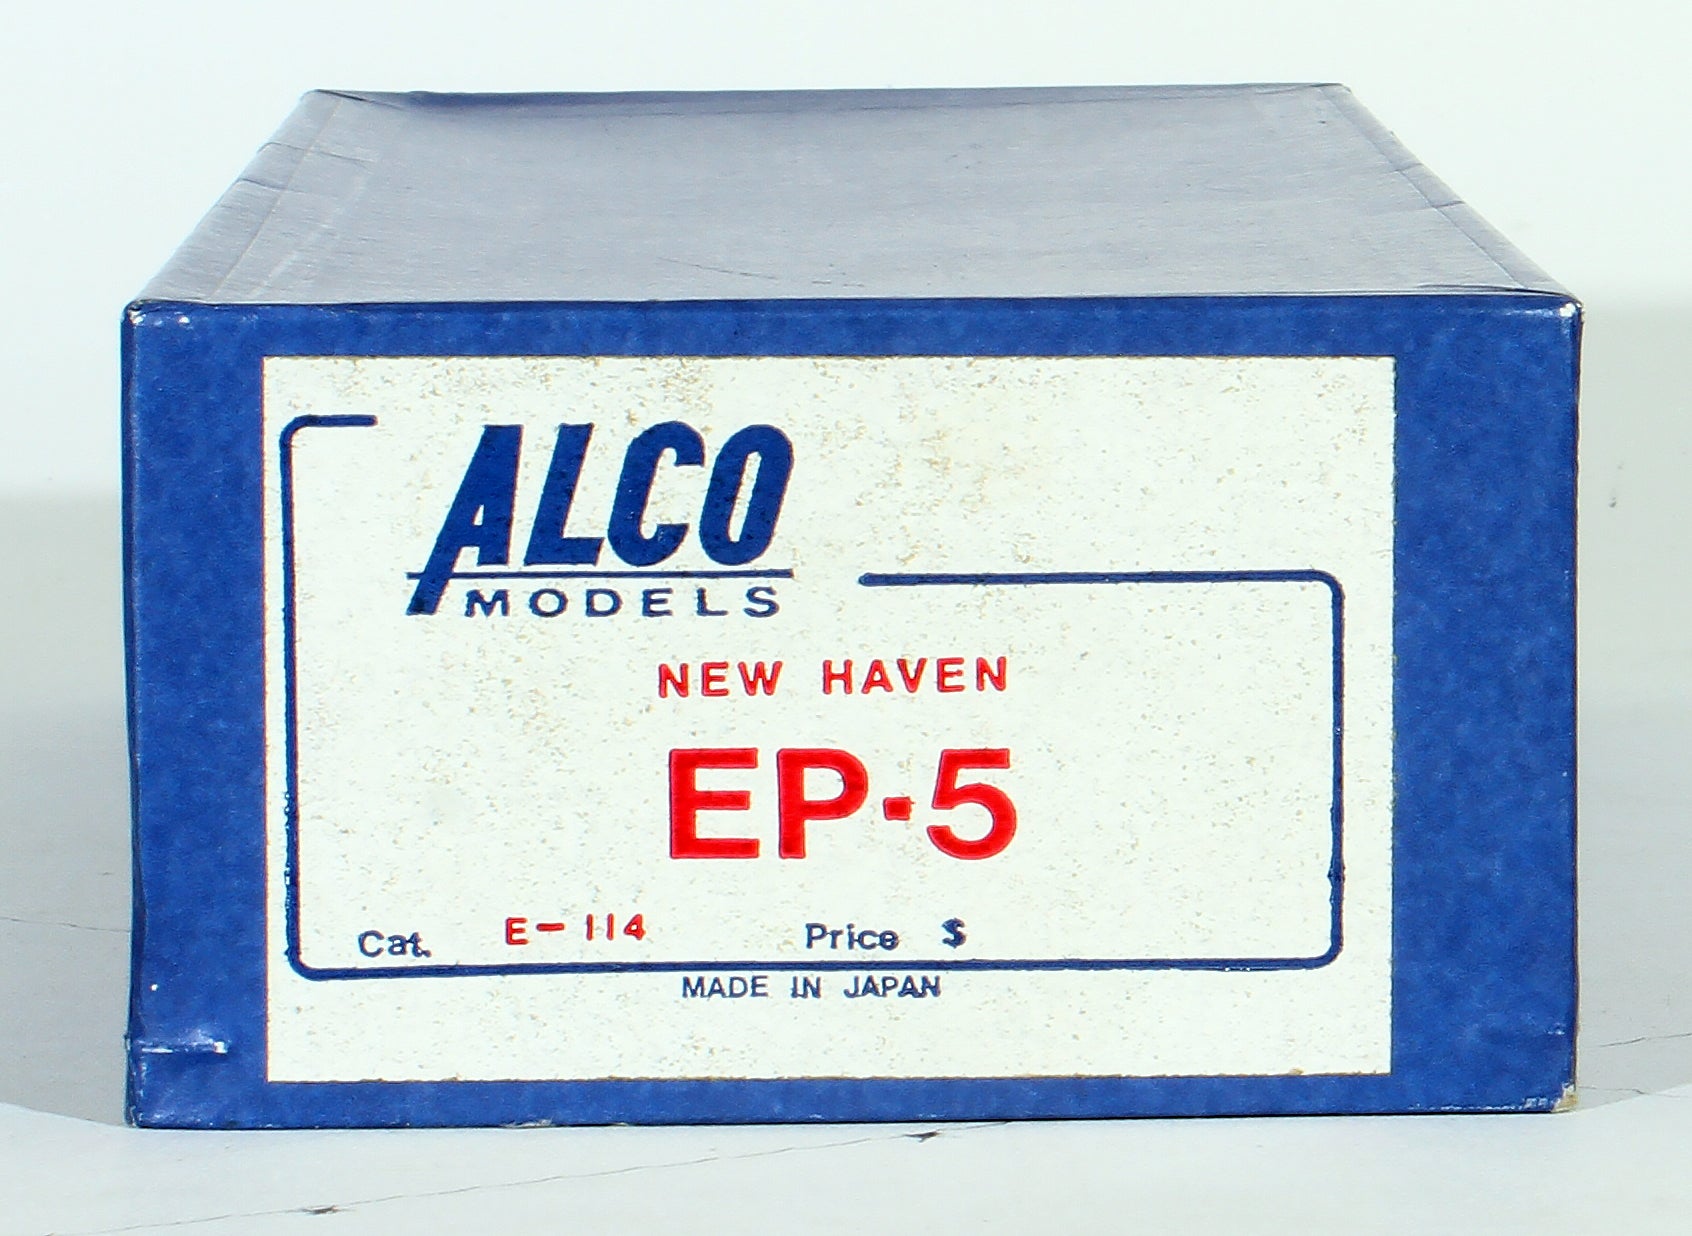 ALCO
MODELS
NEW HAVEN
EP-5
Cat. E-114 Price $
MADE IN JAPAN